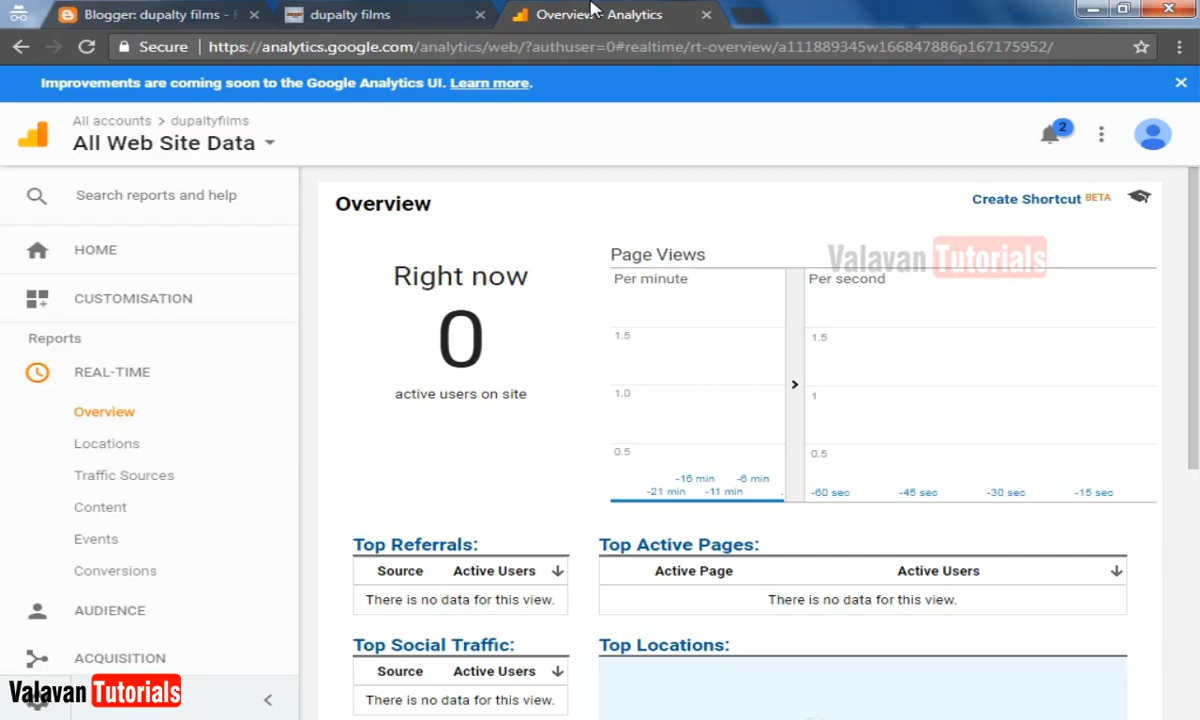 Blogger: dupalty films -
dupalty films
Overview - Analytics
Secure https://analytics.google.com/analytics/web/?authuser=0#realtime/rt-overview/a111889345w166847886p167175952/
Improvements are coming soon to the Google Analytics UI. Learn more.
All accounts > dupaltyfilms
All Web Site Data
2
Search reports and help
HOME
CUSTOMISATION
Reports
REAL-TIME
Overview
Locations
Traffic Sources
Content
Events
Conversions
AUDIENCE
ACQUISITION
Valavan Tutorials
Overview
Create Shortcut BETA
Right now
0
active users on site
Page Views
Valavan Tutorials
Per minute
Per second
1.5
1.5
1.0
1
0.5
0.5
-16 min -6 min
-21 min -11 min
-60 sec -45 sec -30 sec -15 sec
Top Referrals:
Source Active Users
There is no data for this view.
Top Active Pages:
Active Page Active Users
There is no data for this view.
Top Social Traffic:
Source Active Users
There is no data for this view.
Top Locations: